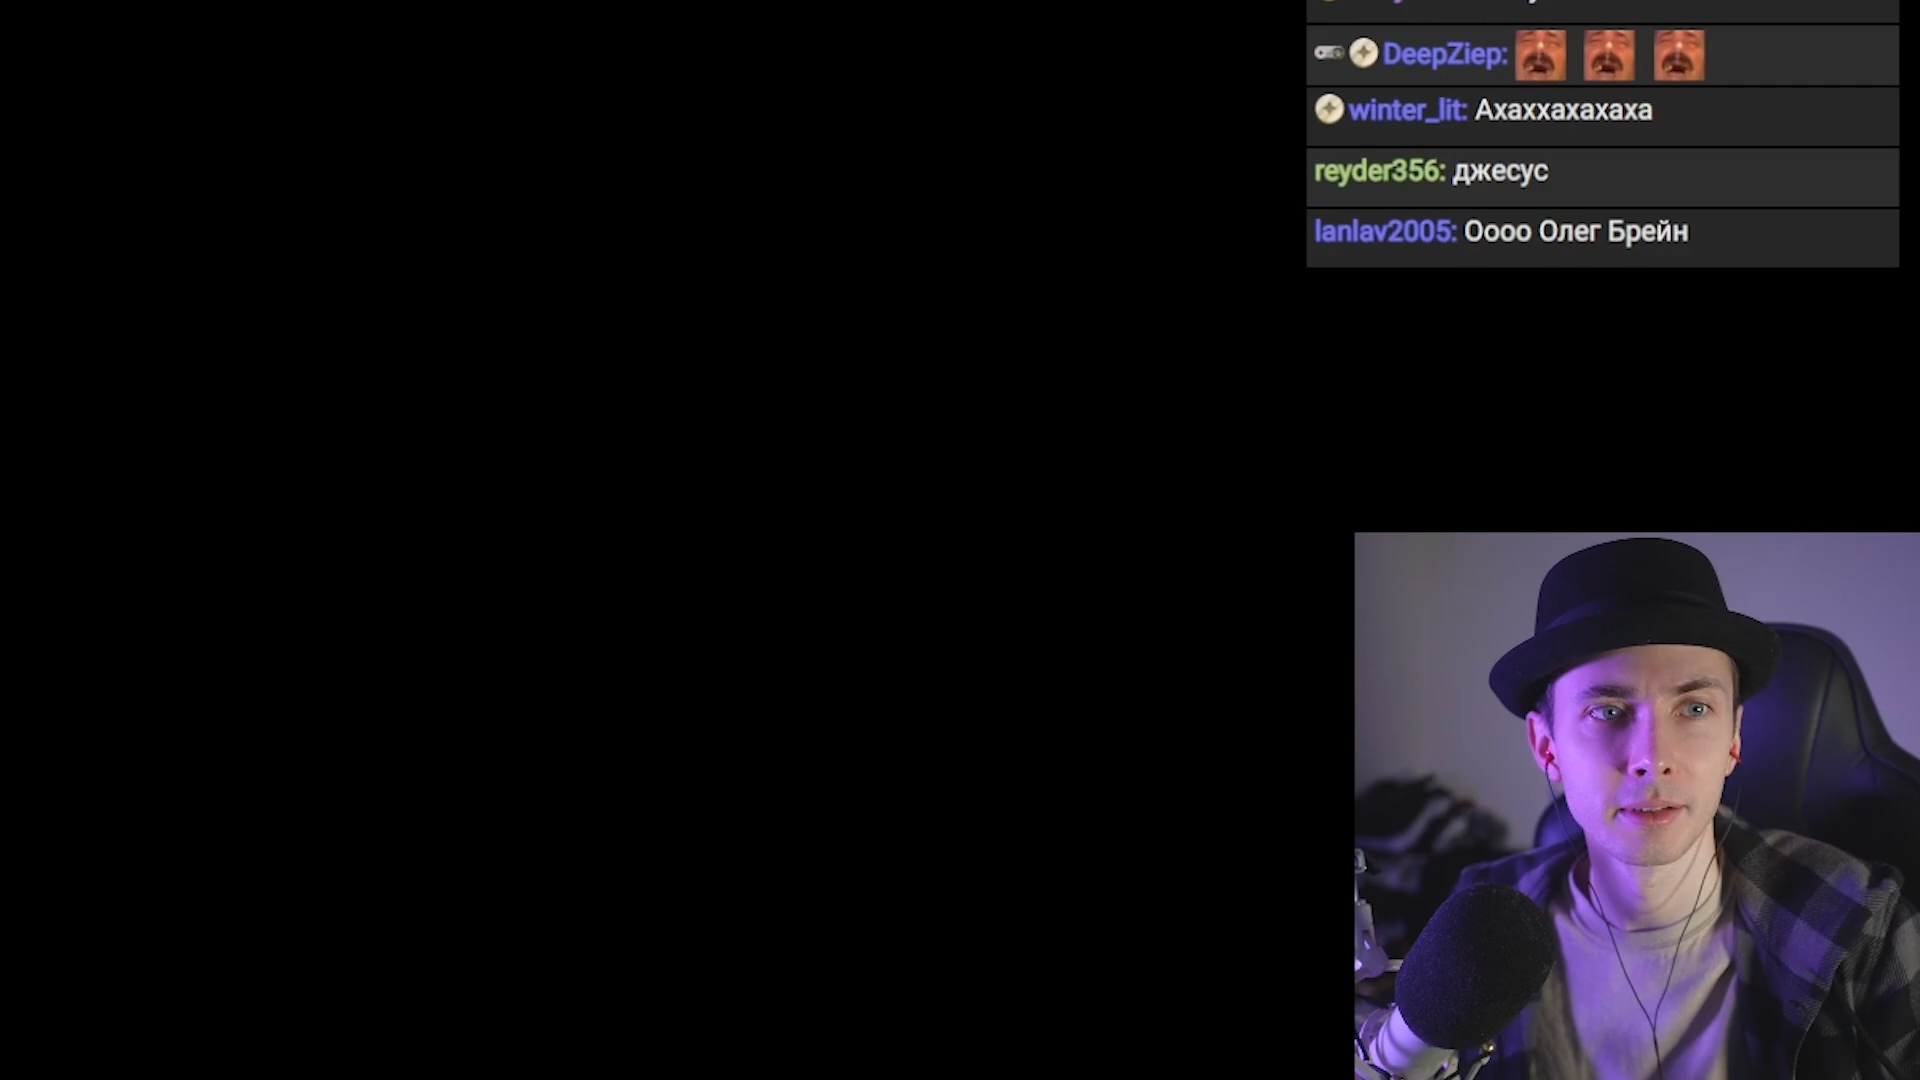 DeepZiep:
winter_lit: Ахаххахахаха
reyder356: джесус
lanlav2005: Оооо Олег Брейн